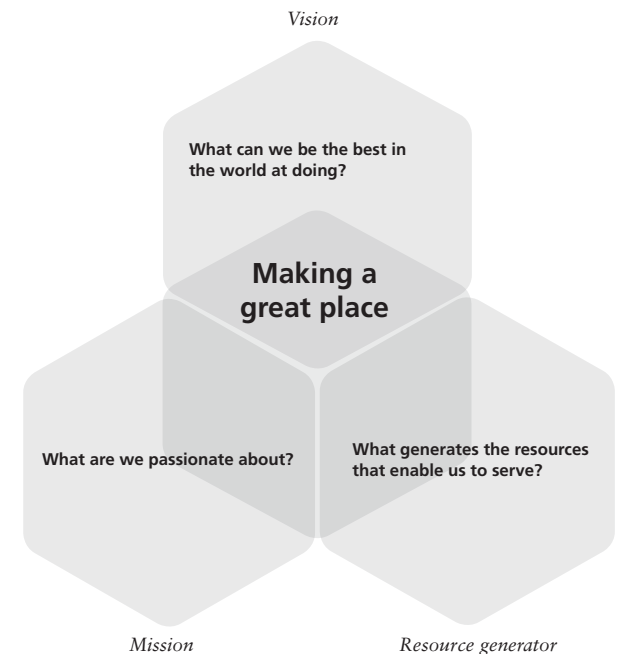 Vision
What can we be the best in
the world at doing?
Making a
great place
What are we passionate about?
What generates the resources
that enable us to serve?
Mission
Resource generator